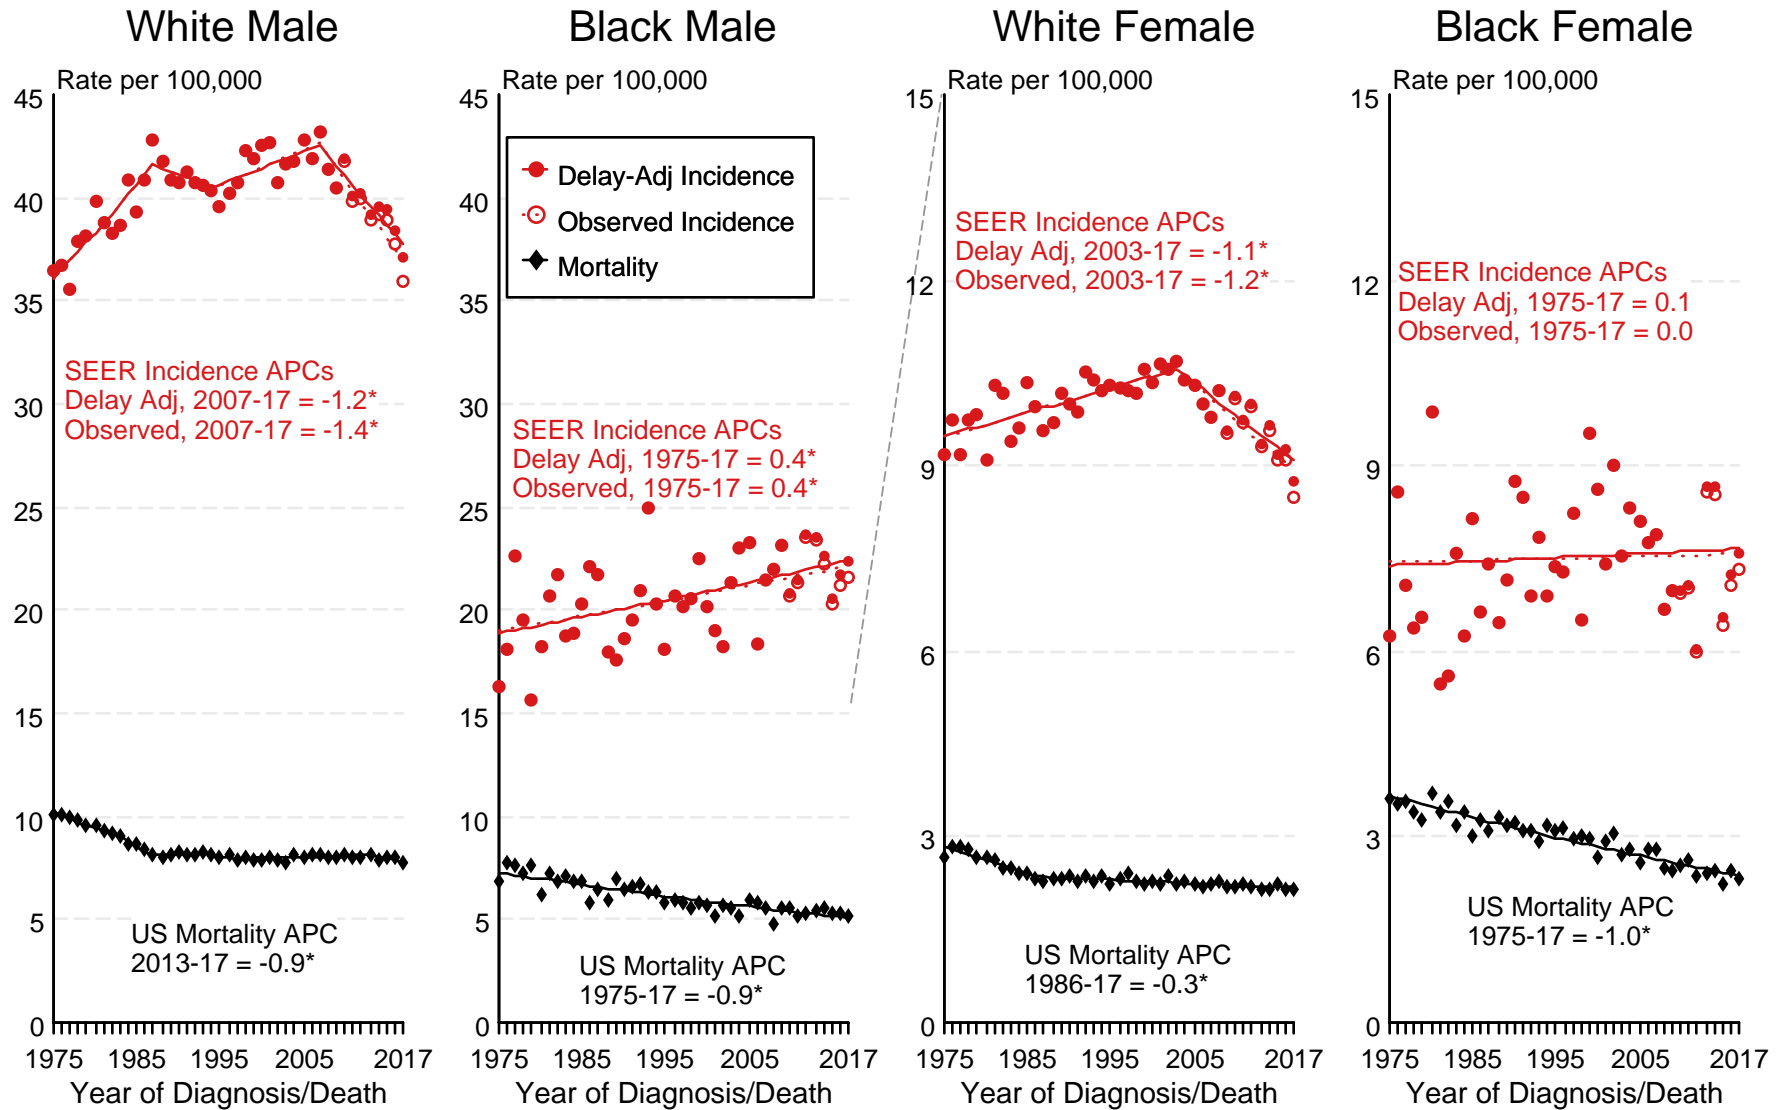 White Male
Black Male
White Female
Black Female
Rate per 100,000
Rate per 100,000
Rate per 100,000
Rate per 100,000
45
40
35
30
25
20
15
10
5
0
SEER Incidence APCs
Delay Adj, 2007-17 = -1.2*
Observed, 2007-17 = -1.4*
US Mortality APC
2013-17 = -0.9*
1975
1985
1995
2005
2017
Year of Diagnosis/Death
45
40
35
30
25
20
15
10
5
0
Delay-Adj Incidence
Observed Incidence
Mortality
SEER Incidence APCs
Delay Adj, 1975-17 = 0.4*
Observed, 1975-17 = 0.4*
US Mortality APC
1975-17 = -0.9*
1975
1985
1995
2005
2017
Year of Diagnosis/Death
15
12
9
6
3
0
SEER Incidence APCs
Delay Adj, 2003-17 = -1.1*
Observed, 2003-17 = -1.2*
US Mortality APC
1986-17 = -0.3*
1975
1985
1995
2005
2017
Year of Diagnosis/Death
15
12
9
6
3
0
SEER Incidence APCs
Delay Adj, 1975-17 = 0.1
Observed, 1975-17 = 0.0
US Mortality APC
1975-17 = -1.0*
1975
1985
1995
2005
2017
Year of Diagnosis/Death